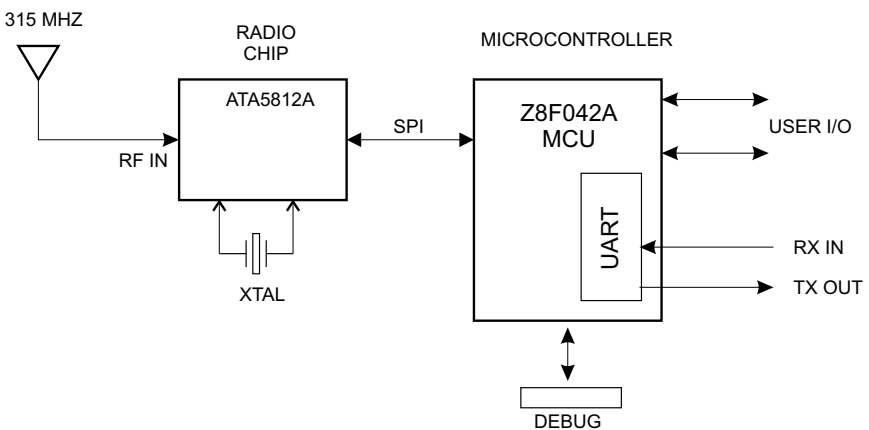 315 MHZ
RADIO
CHIP
MICROCONTROLLER
ATA5812A
Z8F042A
MCU
SPI
USER I/O
RF IN
UART
RX IN
TX OUT
XTAL
DEBUG